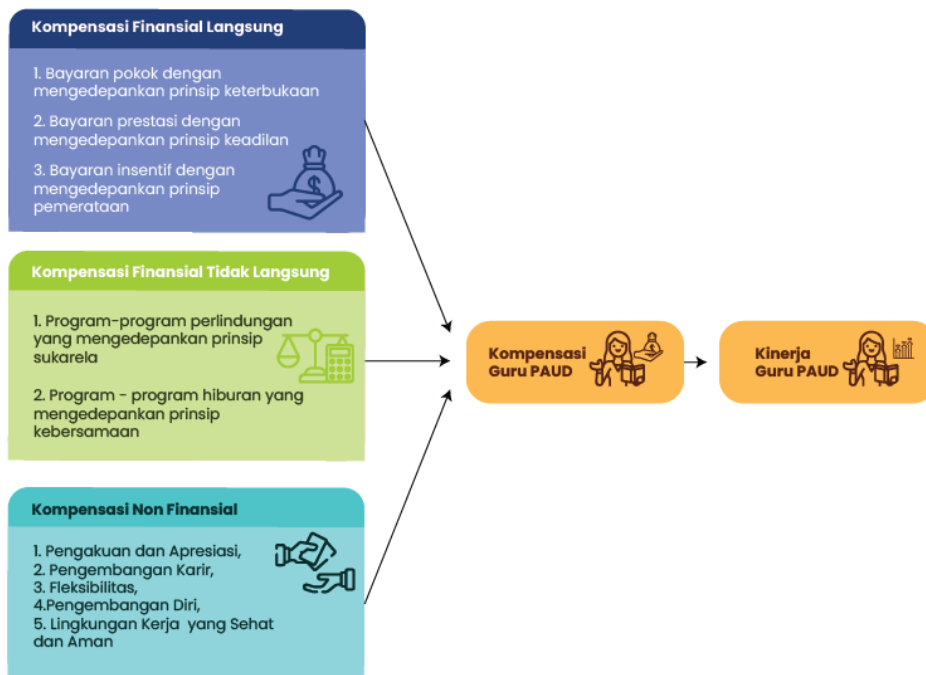 Kompensasi Finansial Langsung
1. Bayaran pokok dengan
mengedepankan prinsip keterbukaan
2. Bayaran prestasi dengan
mengedepankan prinsip keadilan
3. Bayaran insentif dengan
mengedepankan prinsip
pemerataan
$
Kompensasi Finansial Tidak Langsung
1. Program-program perlindungan
yang mengedepankan prinsip
sukarela
2. Program - program hiburan yang
mengedepankan prinsip
kebersamaan
Kompensasi Non Finansial
1. Pengakuan dan Apresiasi,
2. Pengembangan Karir,
3. Fleksibilitas,
4.Pengembangan Diri,
5. Lingkungan Kerja yang Sehat
dan Aman
Kompensasi
Guru PAUD
Kinerja
Guru PAUD